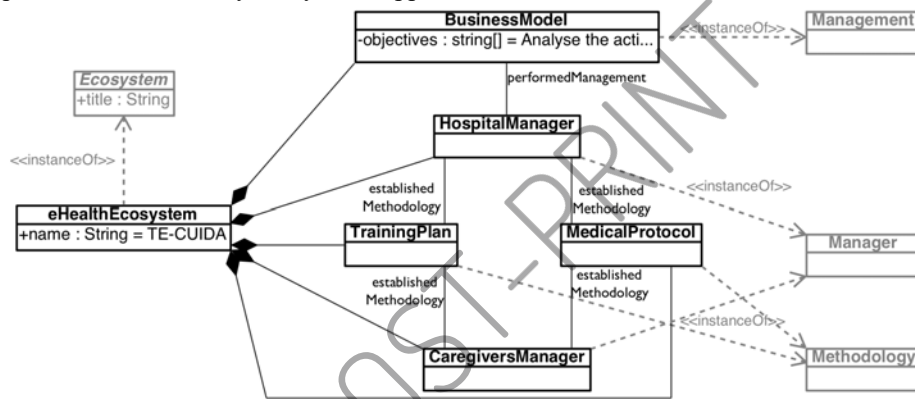 BusinessModel
-objectives : string[] = Analyse the acti...
<<instanceOf>>
Management
Ecosystem
+title : String
performedManagement
HospitalManager
<<instanceOf>>
<<instanceOf>>
established
Methodology
established
Methodology
eHealthEcosystem
+name : String = TE-CUIDA
TrainingPlan
MedicalProtocol
Manager
established
Methodology
established
Methodology
<<instanceOf>>
CaregiversManager
Methodology
OST-PRINT